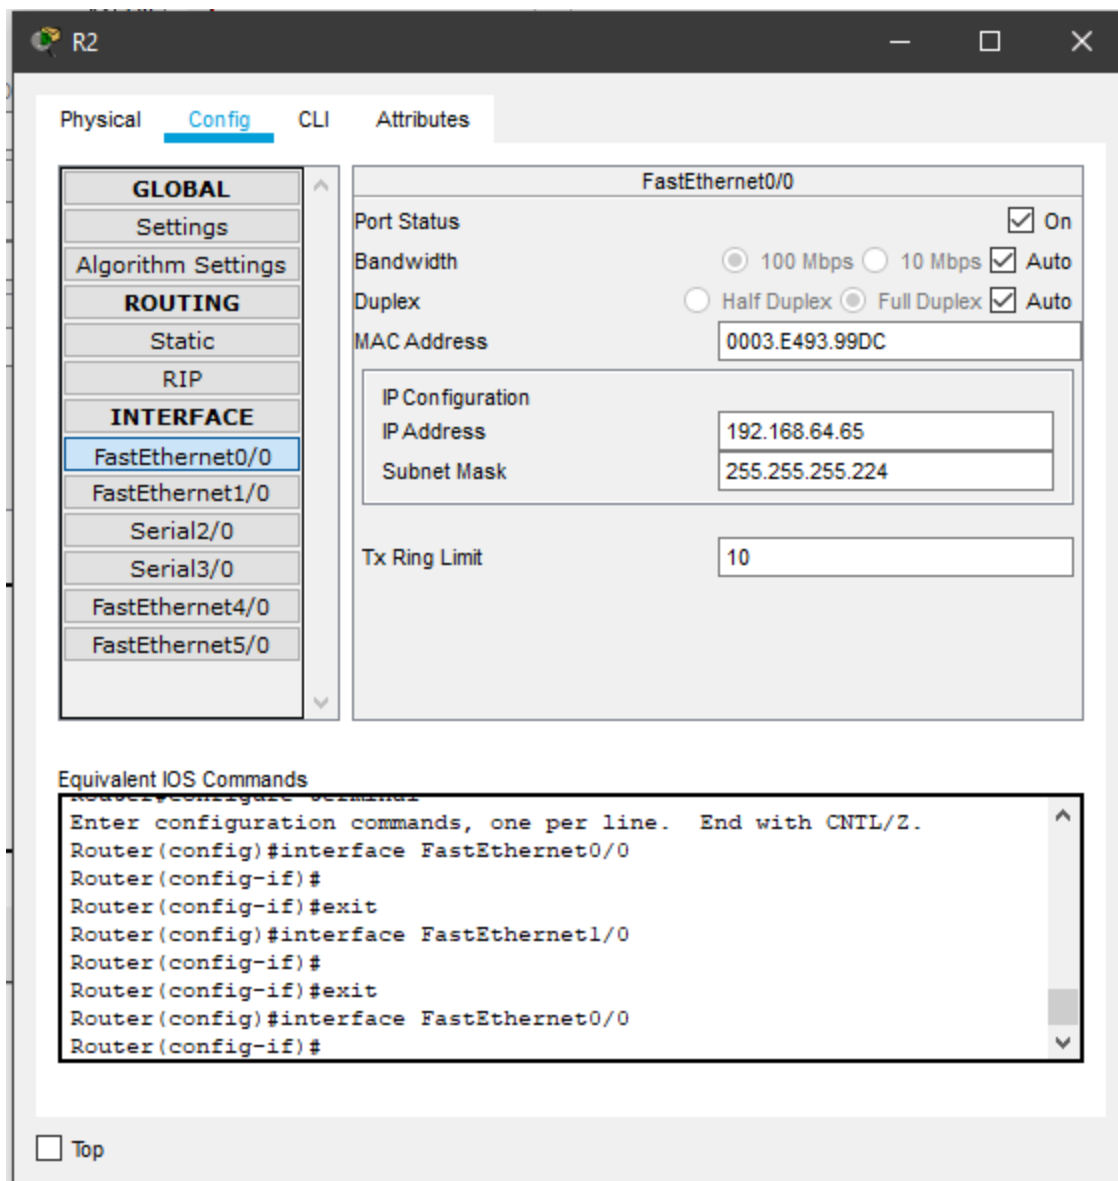 R2
Physical Config CLI Attributes
GLOBAL
Settings
Algorithm Settings
ROUTING
Static
RIP
INTERFACE
FastEthernet0/0
FastEthernet1/0
Serial2/0
Serial3/0
FastEthernet4/0
FastEthernet5/0
FastEthernet0/0
Port Status On
Bandwidth 100 Mbps 10 Mbps Auto
Duplex Half Duplex Full Duplex Auto
MAC Address 0003.E493.99DC
IP Configuration
IP Address 192.168.64.65
Subnet Mask 255.255.255.224
Tx Ring Limit 10
Equivalent IOS Commands
Router#configure terminal
Enter configuration commands, one per line.  End with CNTL/Z.
Router(config)#interface FastEthernet0/0
Router(config-if)#
Router(config-if)#exit
Router(config)#interface FastEthernet1/0
Router(config-if)#
Router(config-if)#exit
Router(config)#interface FastEthernet0/0
Router(config-if)#
Top